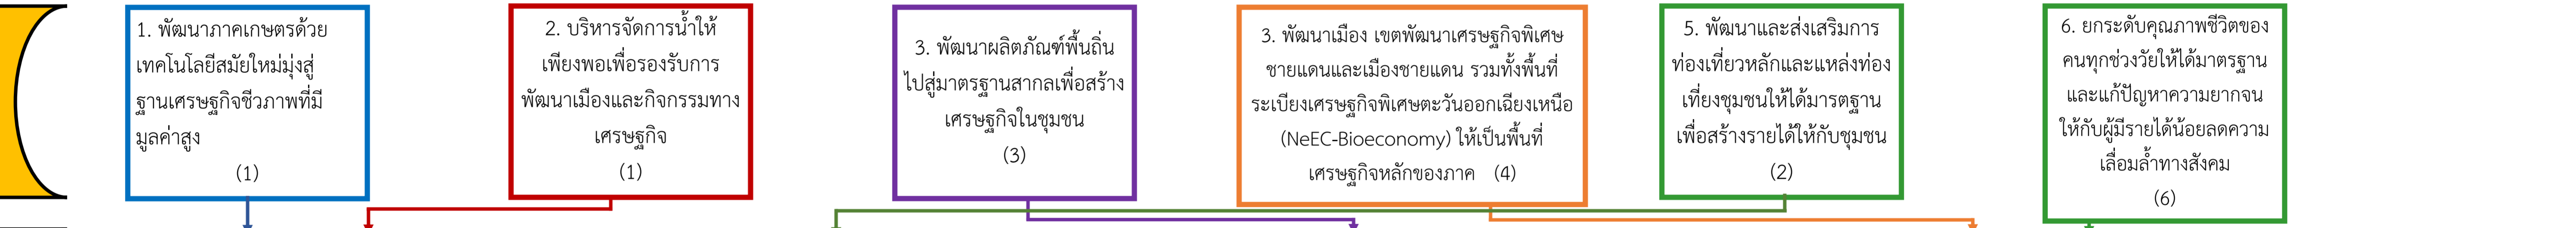 1. พัฒนาภาคเกษตรด้วย
เทคโนโลยีสมัยใหม่มุ่งสู่
ฐานเศรษฐกิจชีวภาพที่มี
มูลค่าสูง
(1)
2. บริหารจัดการน้ำให้
เพียงพอเพื่อรองรับการ
พัฒนาเมืองและกิจกรรมทาง
เศรษฐกิจ
(1)
3. พัฒนาผลิตภัณฑ์พื้นถิ่น
ไปสู่มาตรฐานสากลเพื่อสร้าง
เศรษฐกิจในชุมชน
(3)
3. พัฒนาเมือง เขตพัฒนาเศรษฐกิจพิเศษ
ชายแดนและเมืองชายแดน รวมทั้งพื้นที่
ระเบียงเศรษฐกิจพิเศษตะวันออกเฉียงเหนือ
(NeEC-Bioeconomy) ให้เป็นพื้นที่
เศรษฐกิจหลักของภาค (4)
5. พัฒนาและส่งเสริมการ
ท่องเที่ยวหลักและแหล่งท่อง
เที่ยงชุมชนให้ได้มารตฐาน
เพื่อสร้างรายได้ให้กับชุมชน
(2)
6. ยกระดับคุณภาพชีวิตของ
คนทุกช่วงวัยให้ได้มาตรฐาน
และแก้ปัญหาความยากจน
ให้กับผู้มีรายได้น้อยลดความ
เลื่อมล้ำทางสังคม
(6)